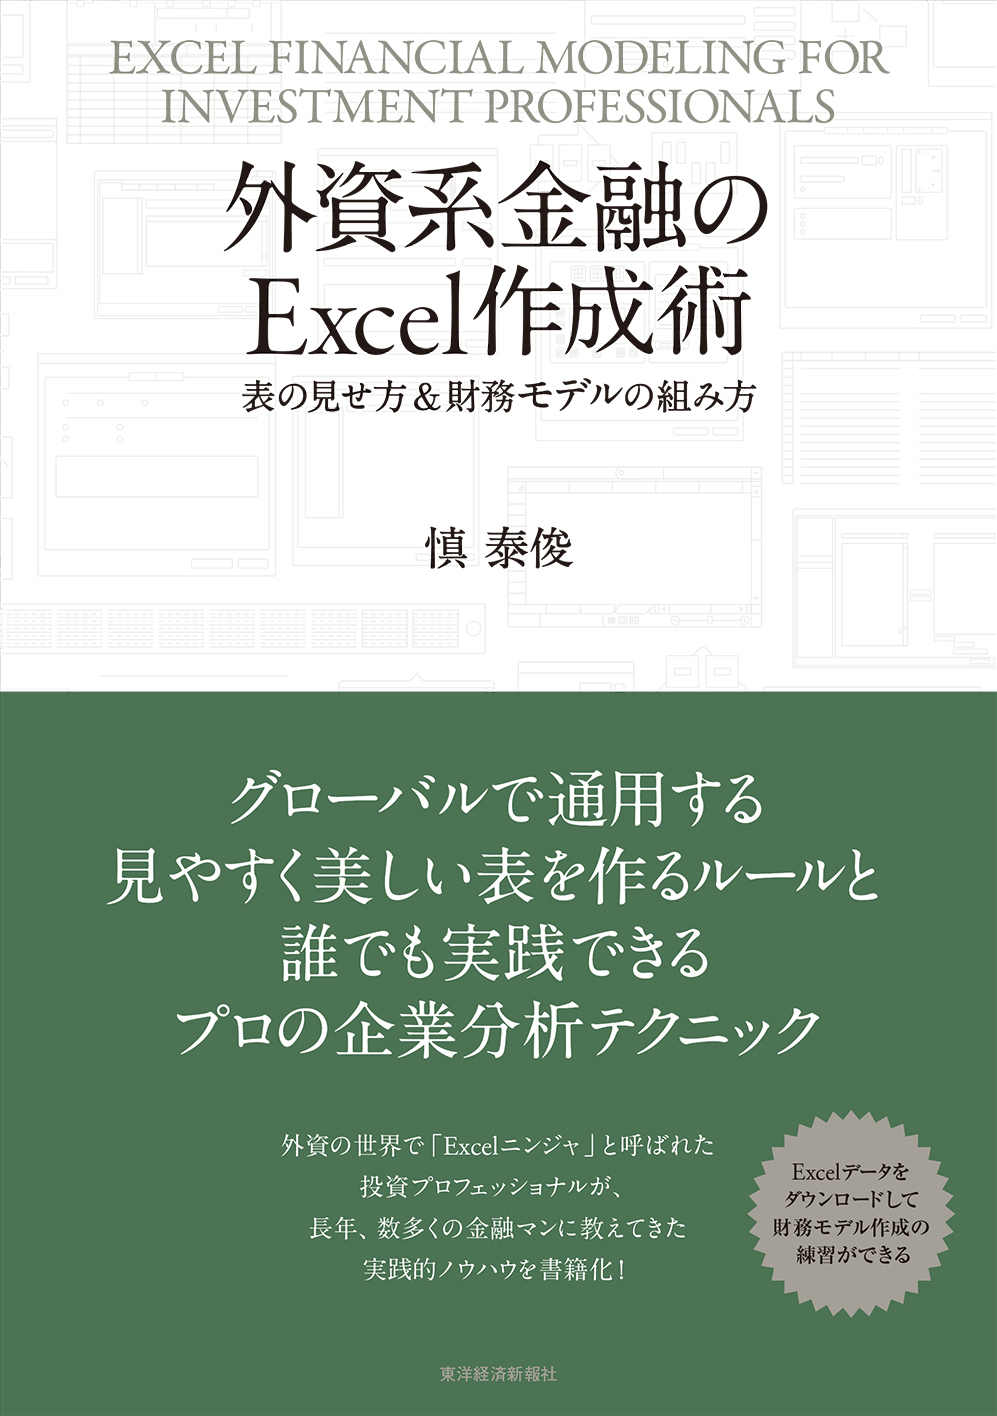 EXCEL FINANCIAL MODELING FOR
INVESTMENT PROFESSIONALS
外資系金融の
Excel作成術
表の見せ方&財務モデルの組み方
慎 泰俊
グローバルで通用する
見やすく美しい表を作るルールと
誰でも実践できる
プロの企業分析テクニック
外資の世界で「Excelニンジャ」と呼ばれた
投資プロフェッショナルが、
長年、数多くの金融マンに教えてきた
実践的ノウハウを書籍化!
Excelデータを
ダウンロードして
財務モデル作成の
練習ができる
東洋経済新報社